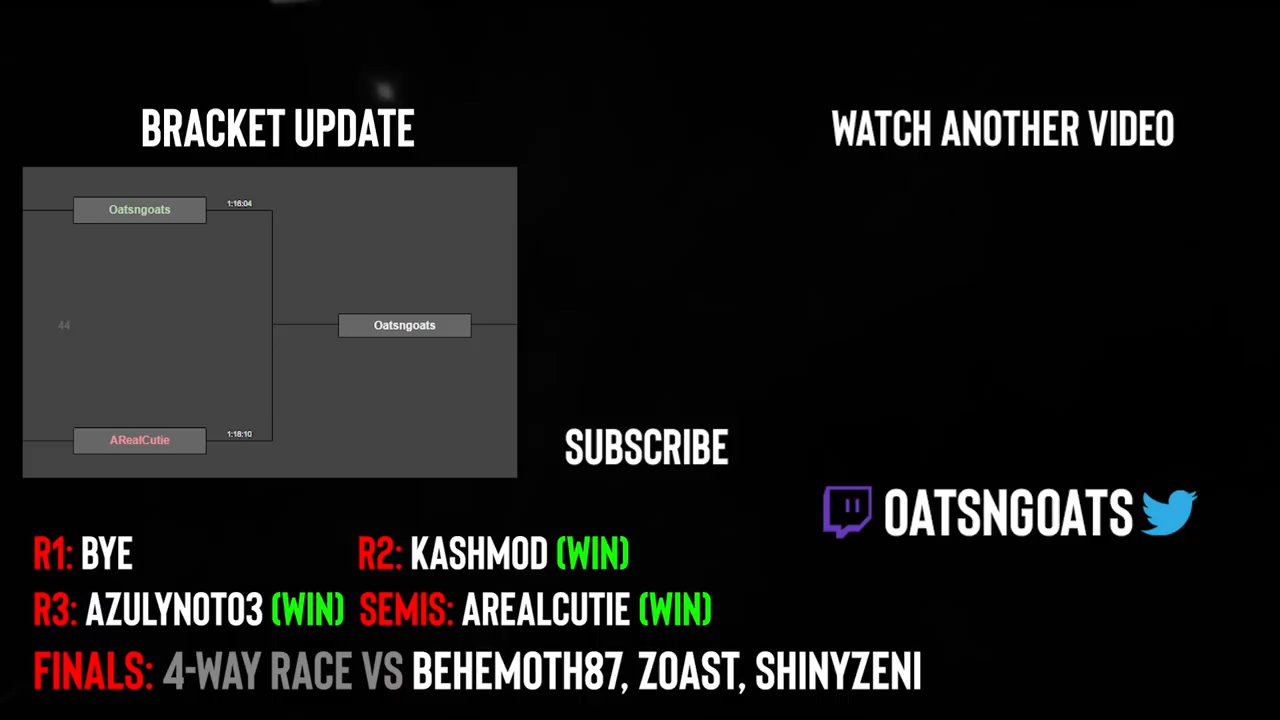 BRACKET UPDATE
WATCH ANOTHER VIDEO
Oatsngoats 1:16:04
44
Oatsngoats
ARealCutie 1:18:10
SUBSCRIBE
OATSNGOATS
R1: BYE R2: KASHMOD (WIN)
R3: AZULYNOT03 (WIN) SEMIS: AREALCUTIE (WIN)
FINALS: 4-WAY RACE VS BEHEMOTH87, ZOAST, SHINYZENI